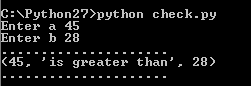 C:\Python27>python check.py
Enter a 45
Enter b 28
---------------------
(45, 'is greater than', 28)
---------------------